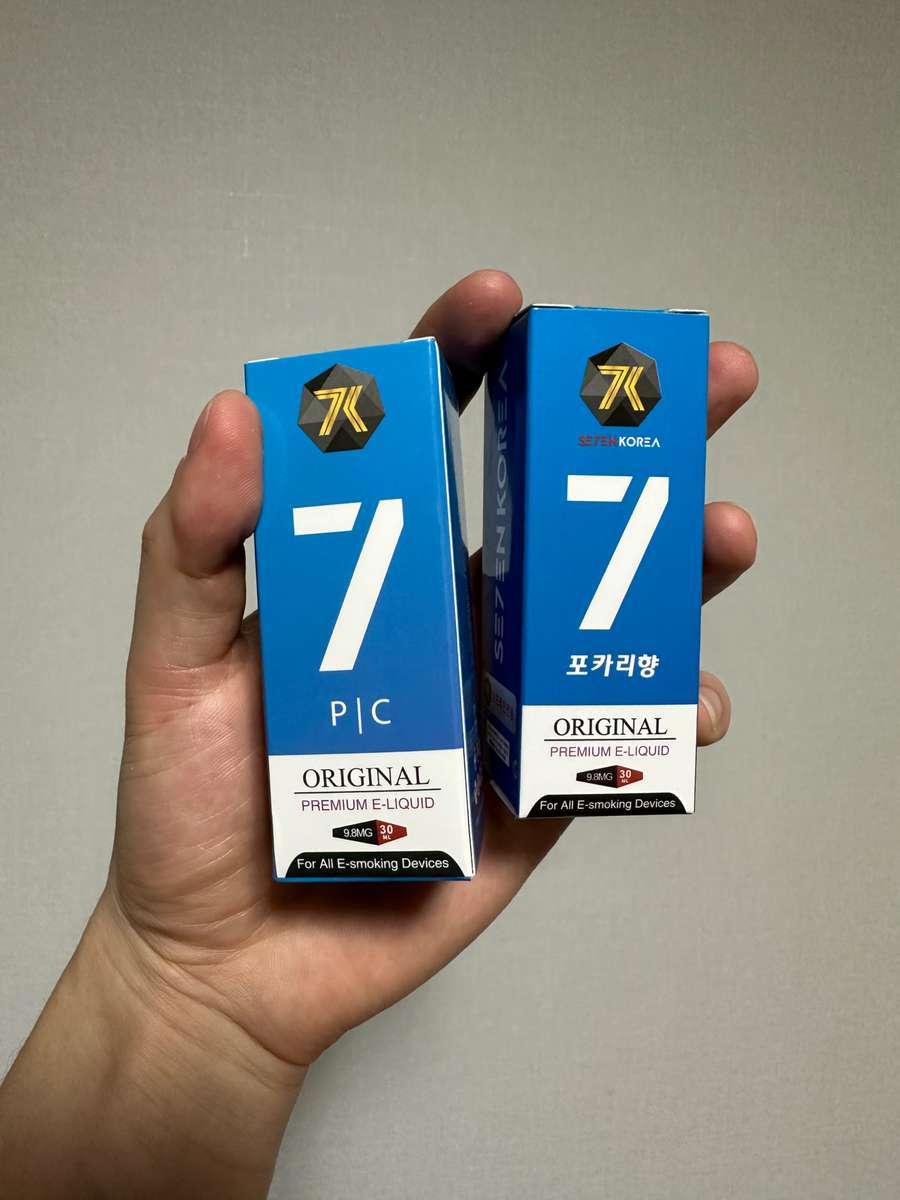 7K
7
P|C
ORIGINAL
PREMIUM E-LIQUID
9.8MG 30 ML
For All E-smoking Devices
7K
SE7EN KOREA
7
포카리향
ORIGINAL
PREMIUM E-LIQUID
9.8MG 30 ML
For All E-smoking Devices
SE7EN KOREA